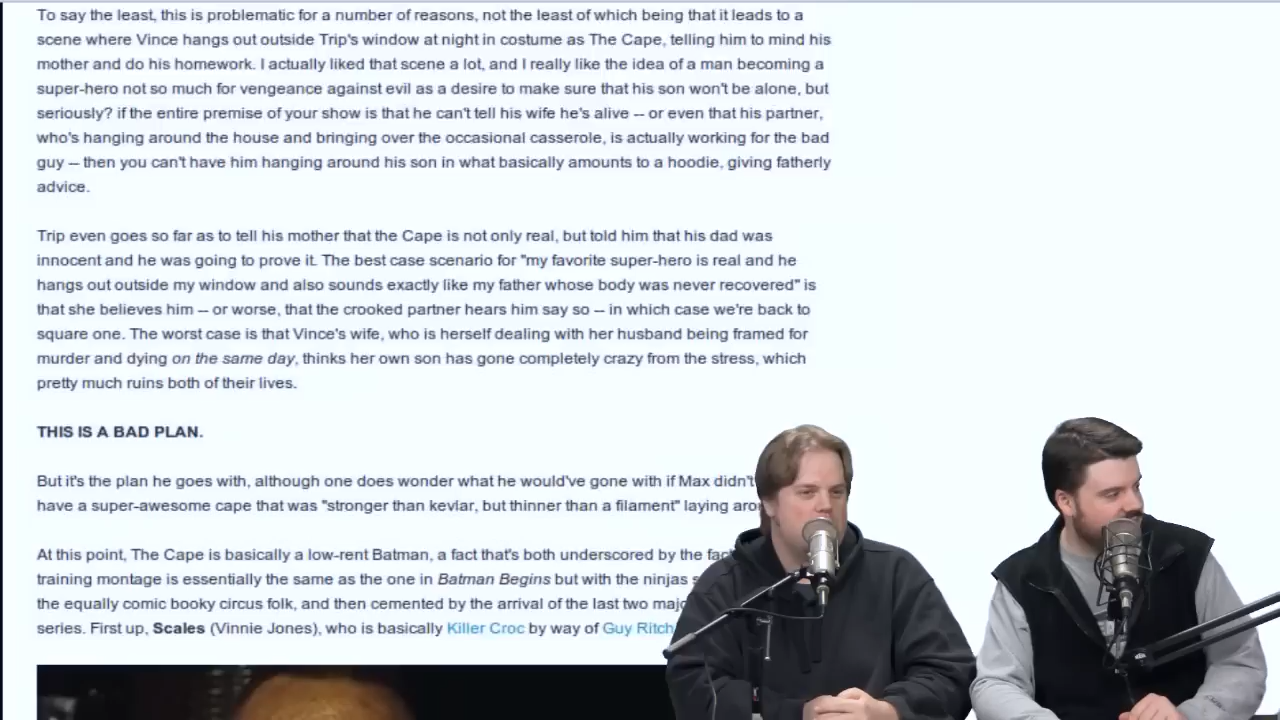 To say the least, this is problematic for a number of reasons, not the least of which being that it leads to a
scene where Vince hangs out outside Trip's window at night in costume as The Cape, telling him to mind his
mother and do his homework. I actually liked that scene a lot, and I really like the idea of a man becoming a
super-hero not so much for vengeance against evil as a desire to make sure that his son won't be alone, but
seriously? if the entire premise of your show is that he can't tell his wife he's alive -- or even that his partner,
who's hanging around the house and bringing over the occasional casserole, is actually working for the bad
guy -- then you can't have him hanging around his son in what basically amounts to a hoodie, giving fatherly
advice.
Trip even goes so far as to tell his mother that the Cape is not only real, but told him that his dad was
innocent and he was going to prove it. The best case scenario for "my favorite super-hero is real and he
hangs out outside my window and also sounds exactly like my father whose body was never recovered" is
that she believes him -- or worse, that the crooked partner hears him say so -- in which case we're back to
square one. The worst case is that Vince's wife, who is herself dealing with her husband being framed for
murder and dying on the same day, thinks her own son has gone completely crazy from the stress, which
pretty much ruins both of their lives.
THIS IS A BAD PLAN.
But it's the plan he goes with, although one does wonder what he would've gone with if Max didn't
have a super-awesome cape that was "stronger than kevlar, but thinner than a filament" laying
At this point, The Cape is basically a low-rent Batman, a fact that's both underscored by the
training montage is essentially the same as the one in Batman Begins but with the ninjas
the equally comic booky circus folk, and then cemented by the arrival of the last two
series. First up, Scales (Vinnie Jones), who is basically Killer Croc by way of Guy